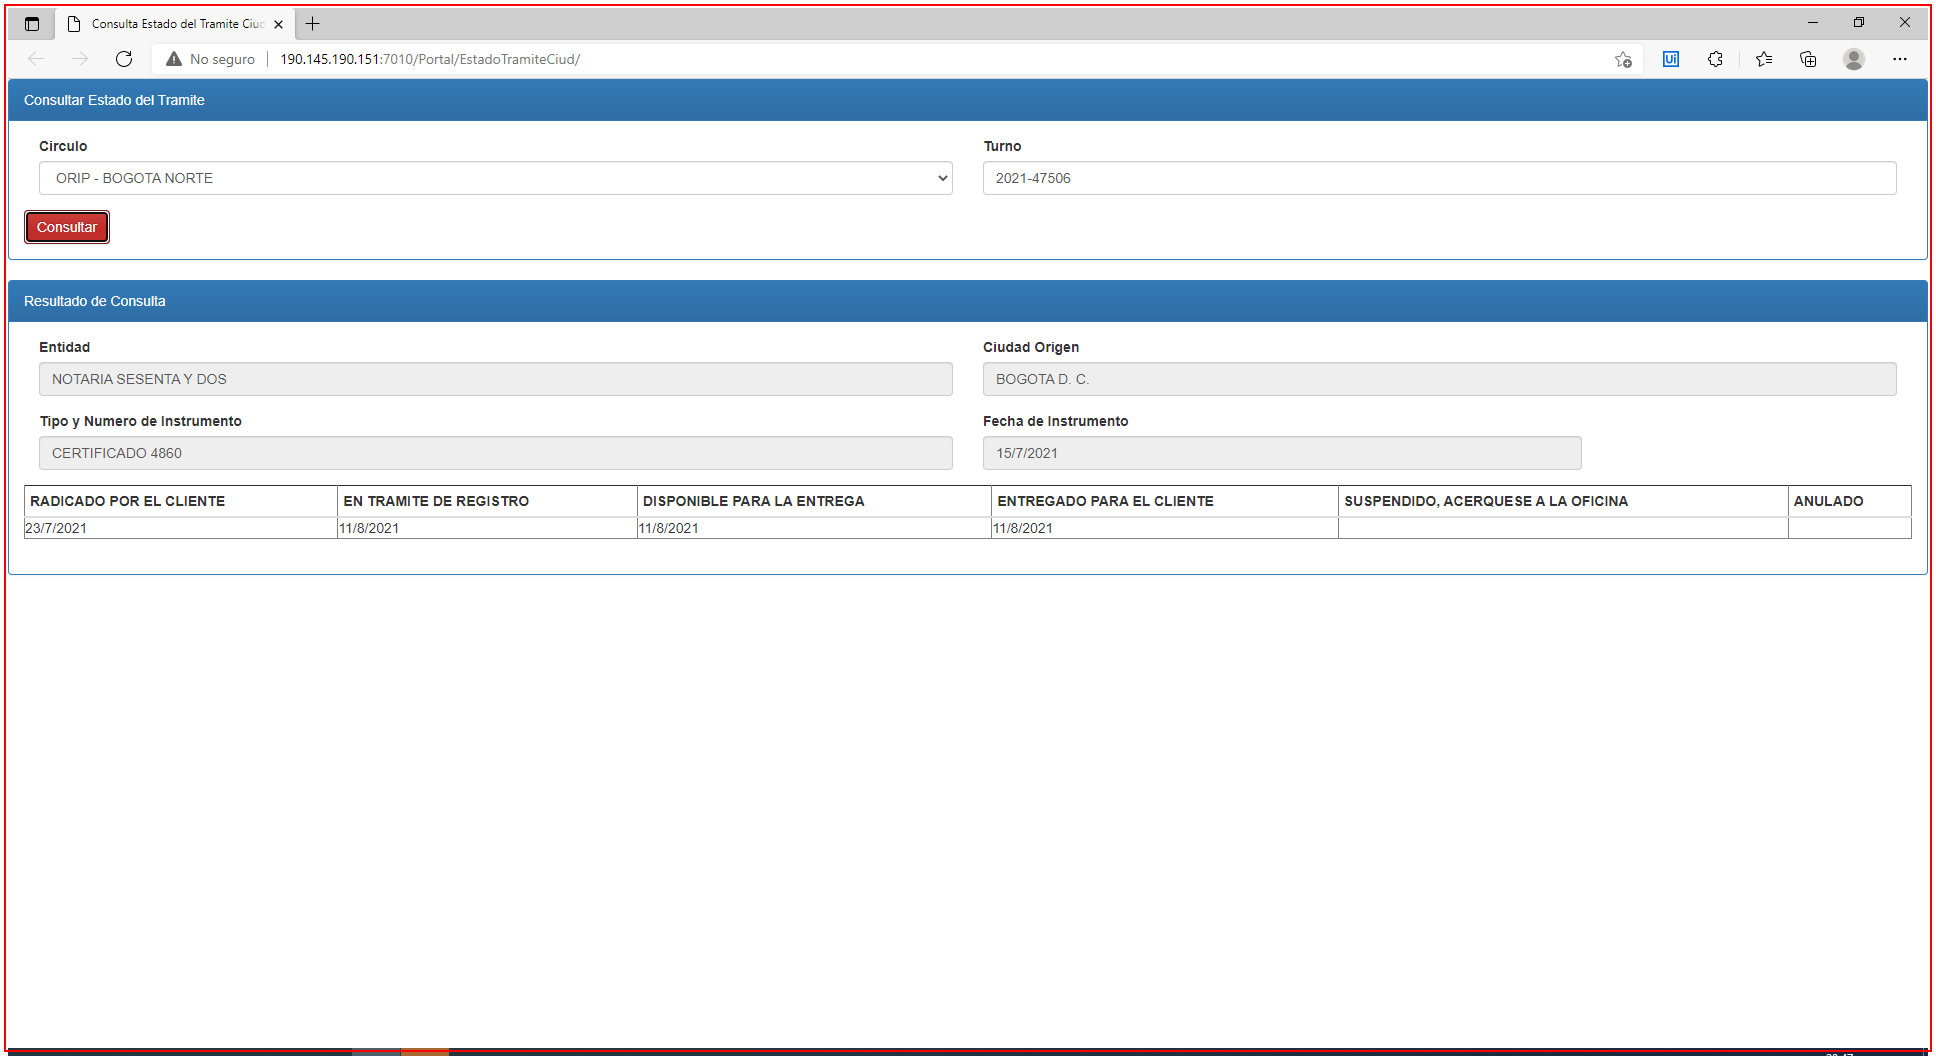 Consulta Estado del Tramite Ciuc
No seguro
190.145.190.151:7010/Portal/EstadoTramiteCiud/
Ui
Consultar Estado del Tramite
Circulo
Turno
ORIP - BOGOTA NORTE
2021-47506
Consultar
Resultado de Consulta
Entidad
Ciudad Origen
NOTARIA SESENTA Y DOS
BOGOTA D. C.
Tipo y Numero de Instrumento
Fecha de Instrumento
CERTIFICADO 4860
15/7/2021
RADICADO POR EL CLIENTE
EN TRAMITE DE REGISTRO
DISPONIBLE PARA LA ENTREGA
ENTREGADO PARA EL CLIENTE
SUSPENDIDO, ACERQUESE A LA OFICINA
ANULADO
23/7/2021
11/8/2021
11/8/2021
11/8/2021